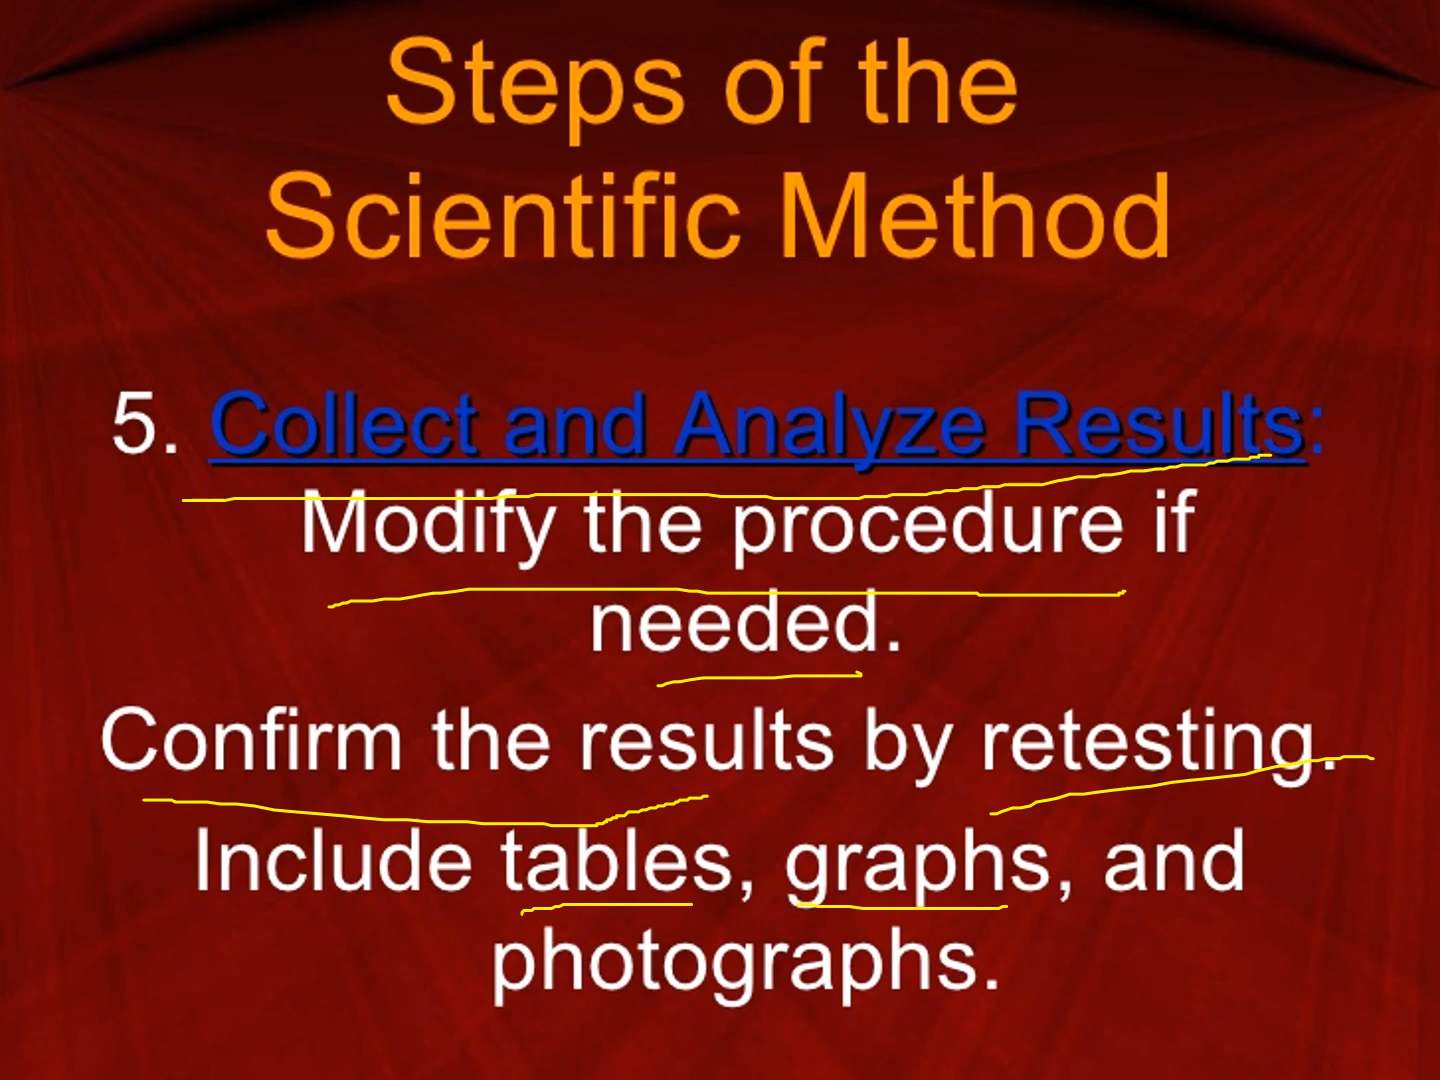 Steps of the
Scientific Method
5. Collect and Analyze Results:
Modify the procedure if
needed.
Confirm the results by retesting.
Include tables, graphs, and
photographs.